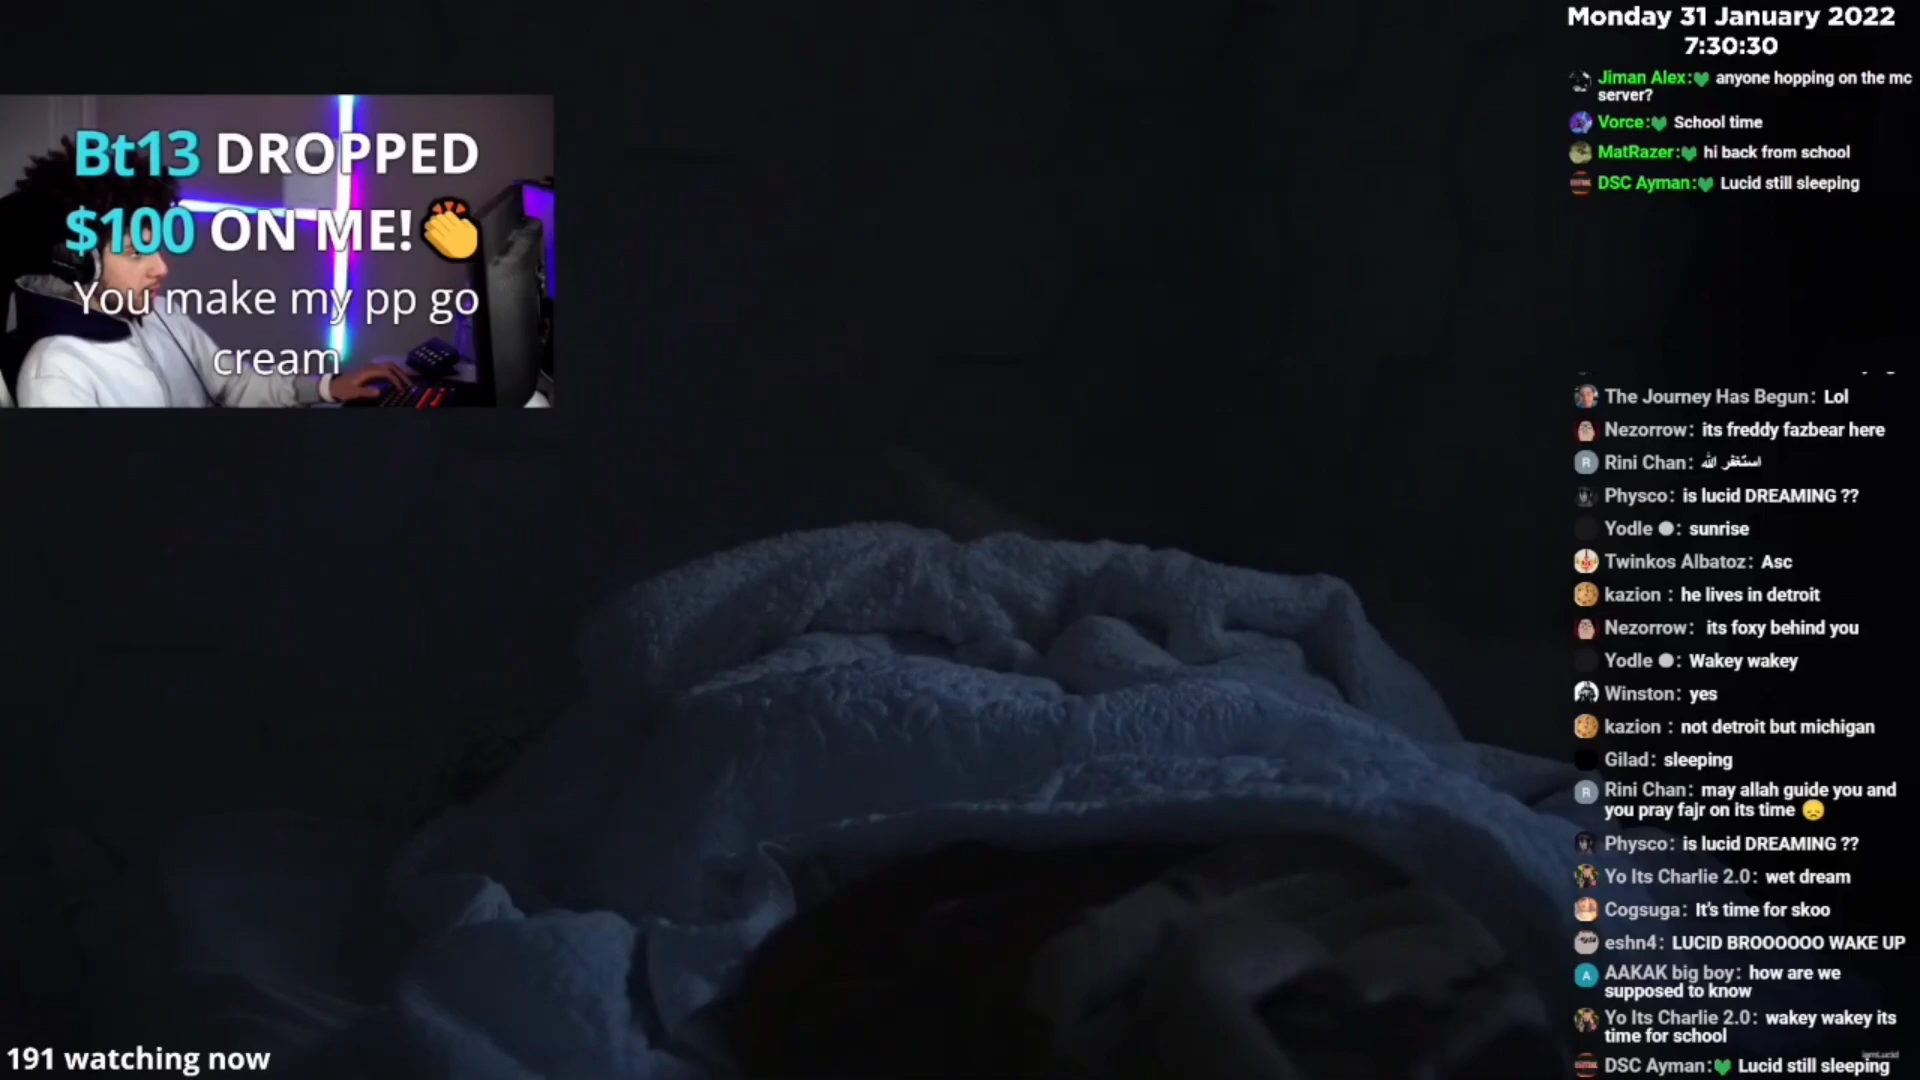 Monday 31 January 2022
7:30:30
Jiman Alex: anyone hopping on the mc
server?
Vorce: School time
MatRazer: hi back from school
DSC Ayman: Lucid still sleeping
Bt13 DROPPED
$100 ON ME!
You make my pp go
cream
The Journey Has Begun: Lol
Nezorrow: its freddy fazbear here
Rini Chan: استغفر الله
Physco: is lucid DREAMING ??
Yodle: sunrise
Twinkos Albatoz: Asc
kazion : he lives in detroit
Nezorrow: its foxy behind you
Yodle: Wakey wakey
Winston: yes
kazion : not detroit but michigan
Gilad: sleeping
Rini Chan: may allah guide you and
you pray fajr on its time 😞
Physco: is lucid DREAMING ??
Yo Its Charlie 2.0: wet dream
Cogsuga: It's time for skoo
eshn4: LUCID BROOOOOO WAKE UP
AAKAK big boy: how are we
supposed to know
Yo Its Charlie 2.0: wakey wakey its
time for school
DSC Ayman: Lucid still sleeping
iamLucid
191 watching now